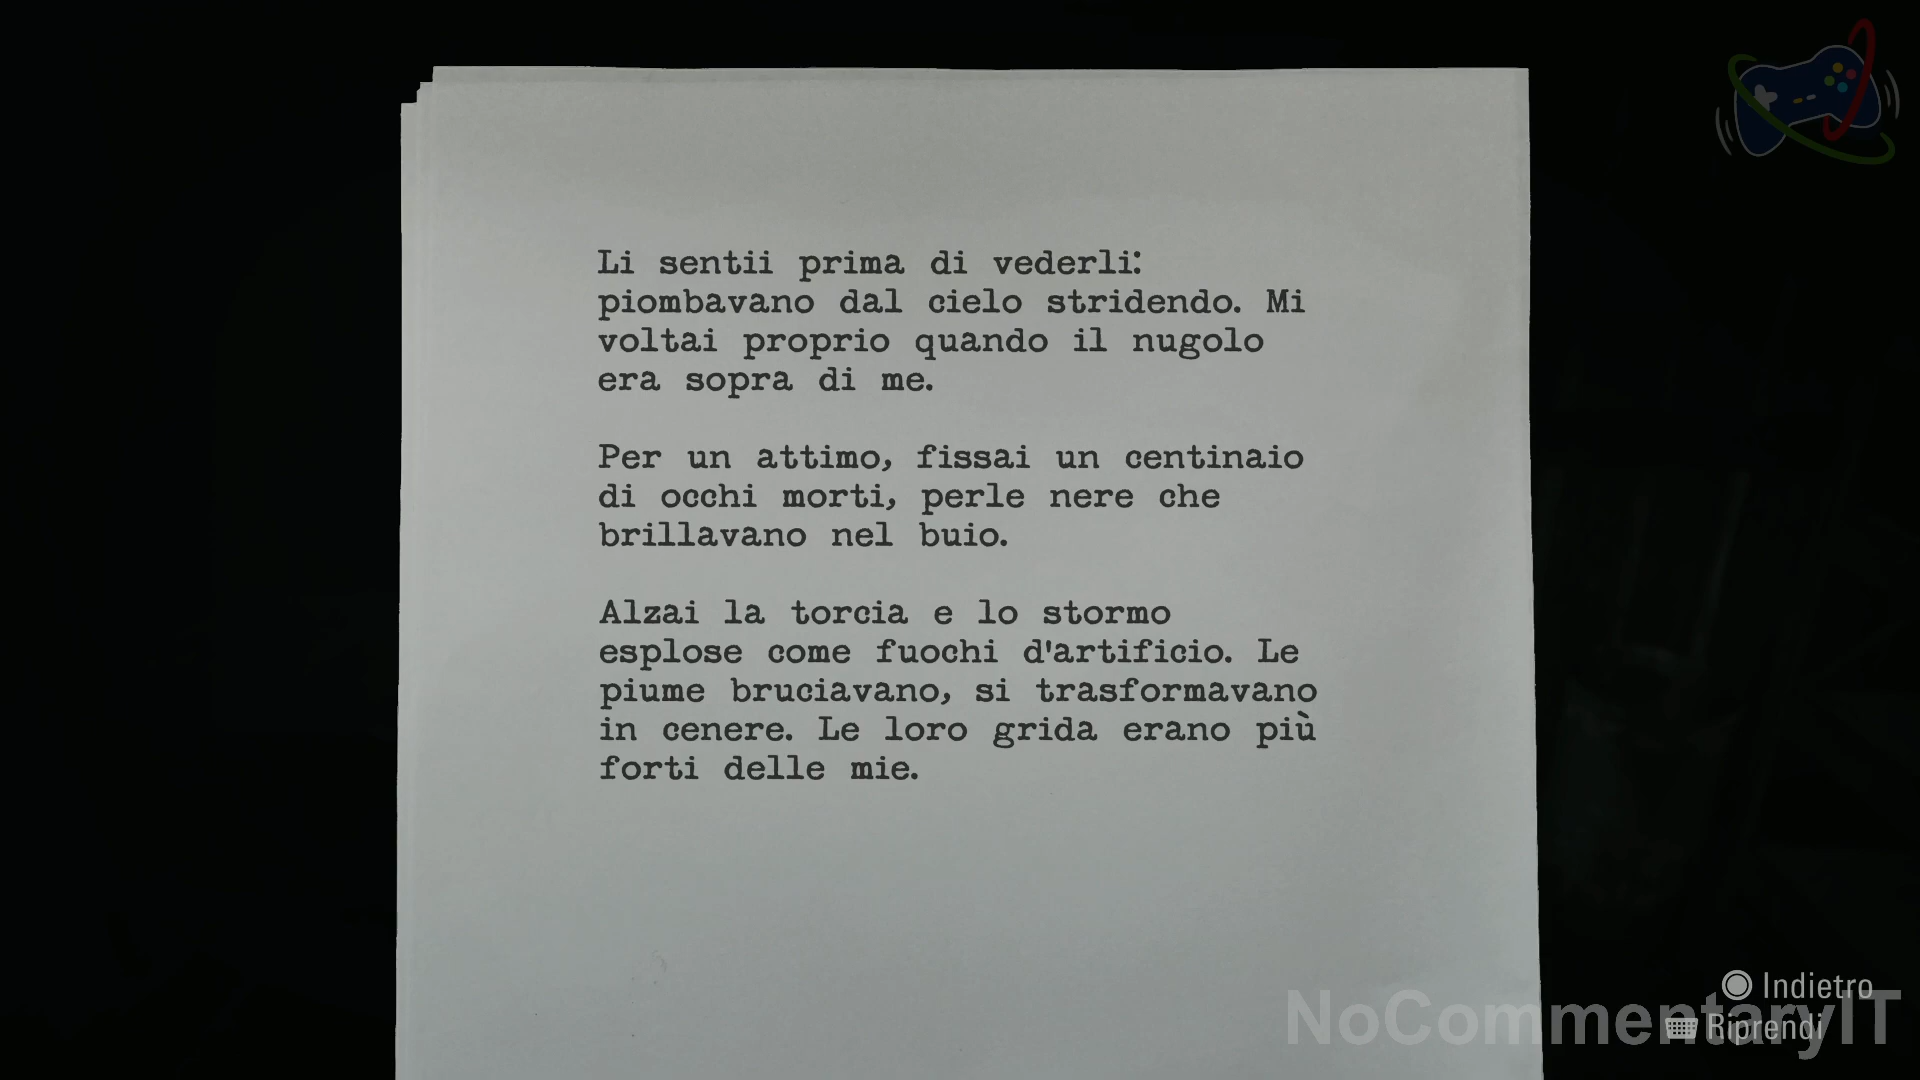 Li sentii prima di vederli:
piombavano dal cielo stridendo. Mi
voltai proprio quando il nugolo
era sopra di me.
Per un attimo, fissai un centinaio
di occhi morti, perle nere che
brillavano nel buio.
Alzai la torcia e lo stormo
esplose come fuochi d'artificio. Le
piume bruciavano, si trasformavano
in cenere. Le loro grida erano più
forti delle mie.
Indietro
NoCommentaryIT
Riprendi